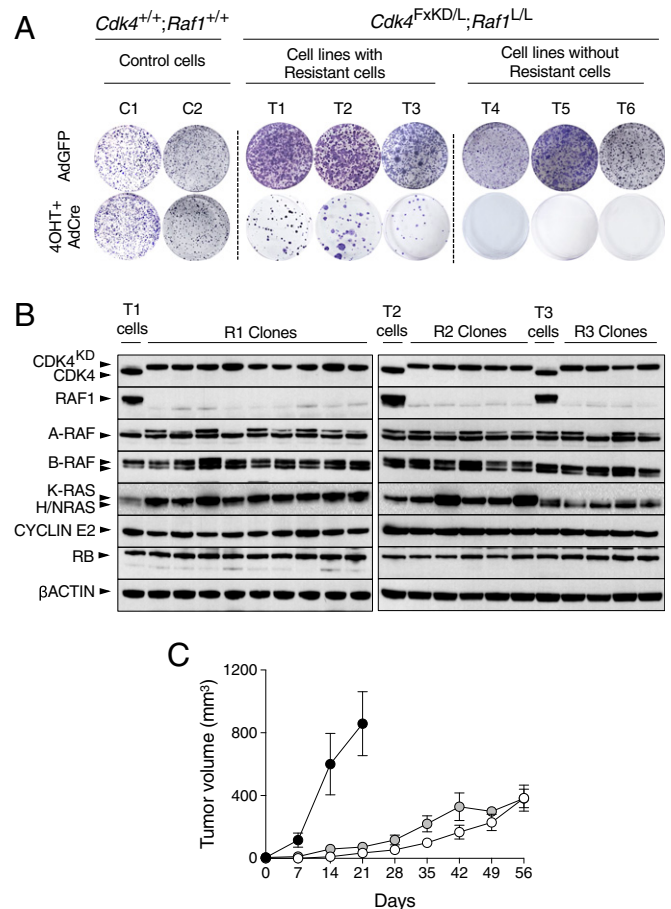 A
Cdk4+/+;Raf1+/+
Cdk4FxKD/L;Raf1L/L
Control cells
Cell lines with Resistant cells
Cell lines without Resistant cells
C1 C2 T1 T2 T3 T4 T5 T6
AdGFP
4OHT+ AdCre
B
T1 cells
R1 Clones
T2 cells
R2 Clones
T3 cells
R3 Clones
CDK4KD
CDK4
RAF1
A-RAF
B-RAF
K-RAS
H/NRAS
CYCLIN E2
RB
βACTIN
C
Tumor volume (mm3)
1200
800
400
0
0 7 14 21 28 35 42 49 56
Days